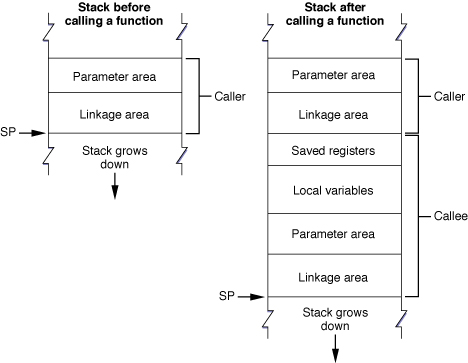 Stack before
calling a function
Parameter area
Linkage area
Caller
SP
Stack grows
down
Stack after
calling a function
Parameter area
Linkage area
Caller
Saved registers
Local variables
Parameter area
Linkage area
Callee
SP
Stack grows
down